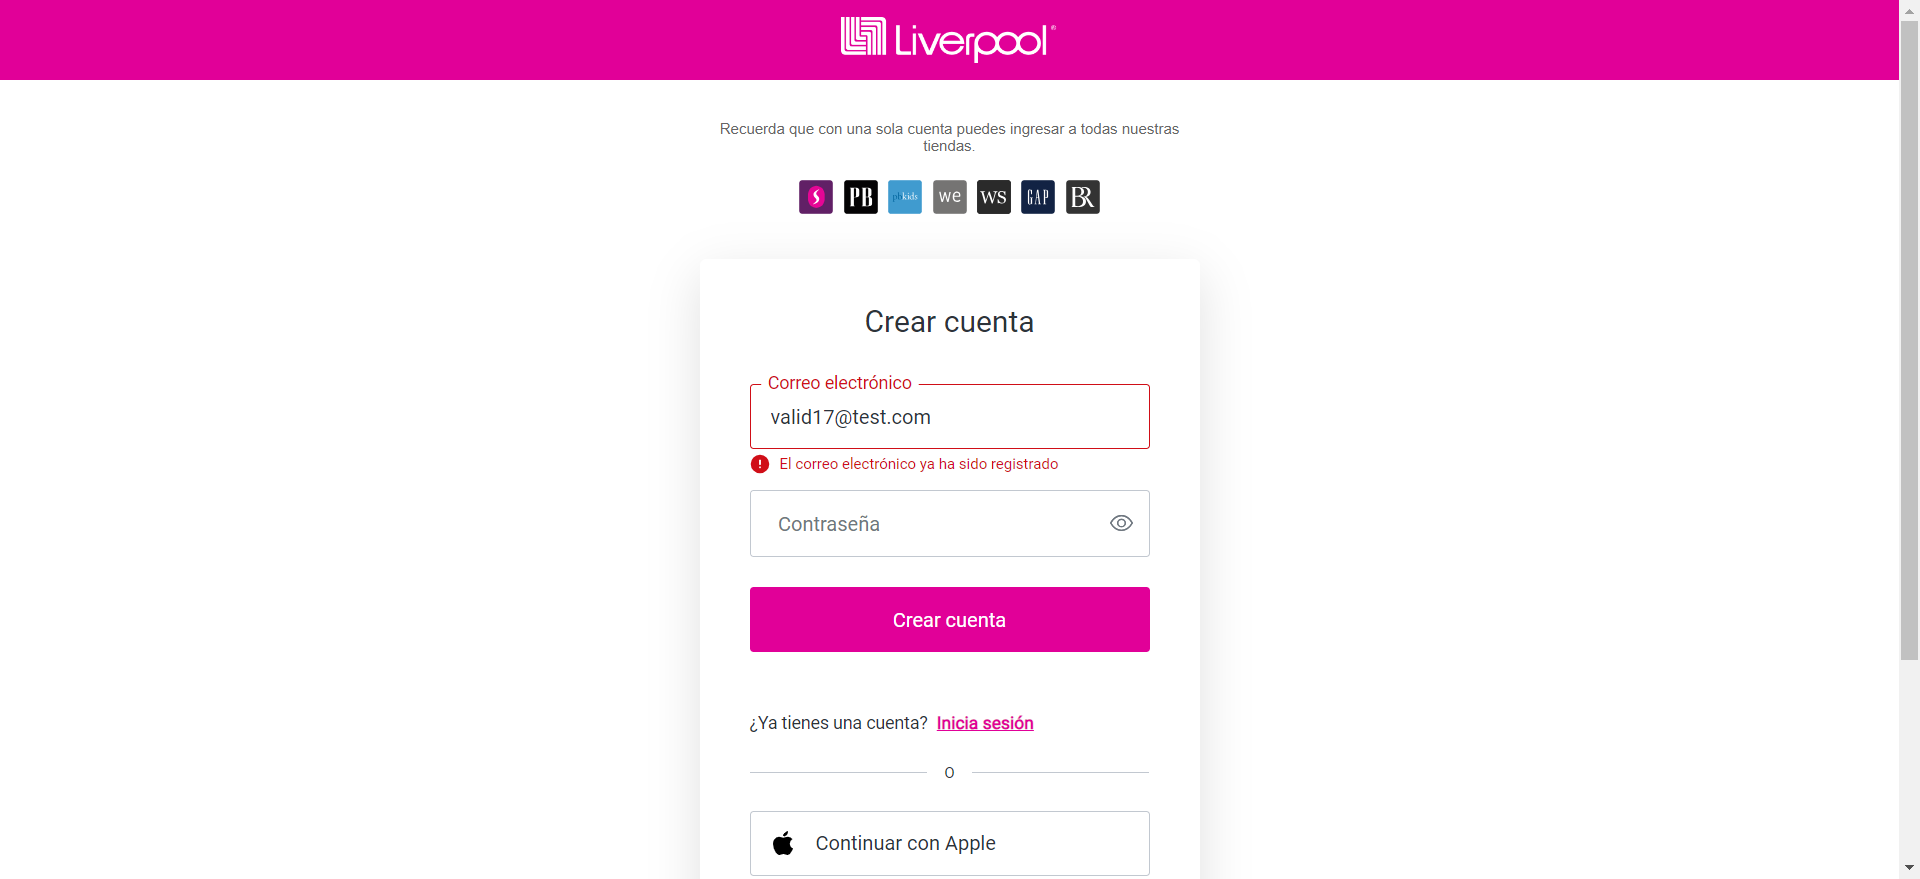 Liverpool
Recuerda que con una sola cuenta puedes ingresar a todas nuestras
tiendas.
S PB pbkids we WS GAP BR
Crear cuenta
Correo electrónico
valid17@test.com
El correo electrónico ya ha sido registrado
Contraseña
Crear cuenta
¿Ya tienes una cuenta? Inicia sesión
O
Continuar con Apple